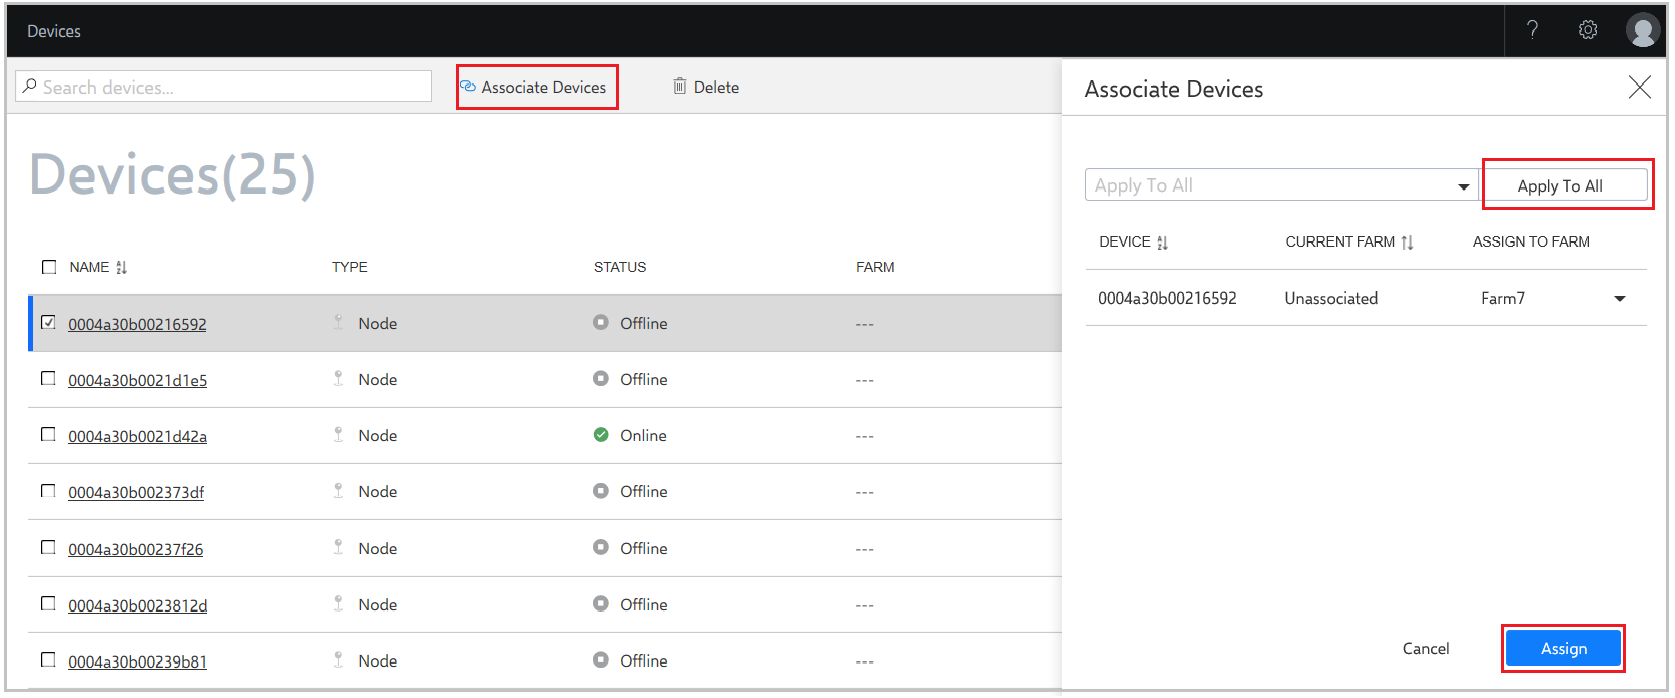 Devices
?
Search devices...
Associate Devices
Delete
Devices(25)
NAME
TYPE
STATUS
FARM
0004a30b00216592
Node
Offline
---
0004a30b0021d1e5
Node
Offline
---
0004a30b0021d42a
Node
Online
---
0004a30b002373df
Node
Offline
---
0004a30b00237f26
Node
Offline
---
0004a30b0023812d
Node
Offline
---
0004a30b00239b81
Node
Offline
---
Associate Devices
Apply To All
Apply To All
DEVICE
CURRENT FARM
ASSIGN TO FARM
0004a30b00216592
Unassociated
Farm7
Cancel
Assign